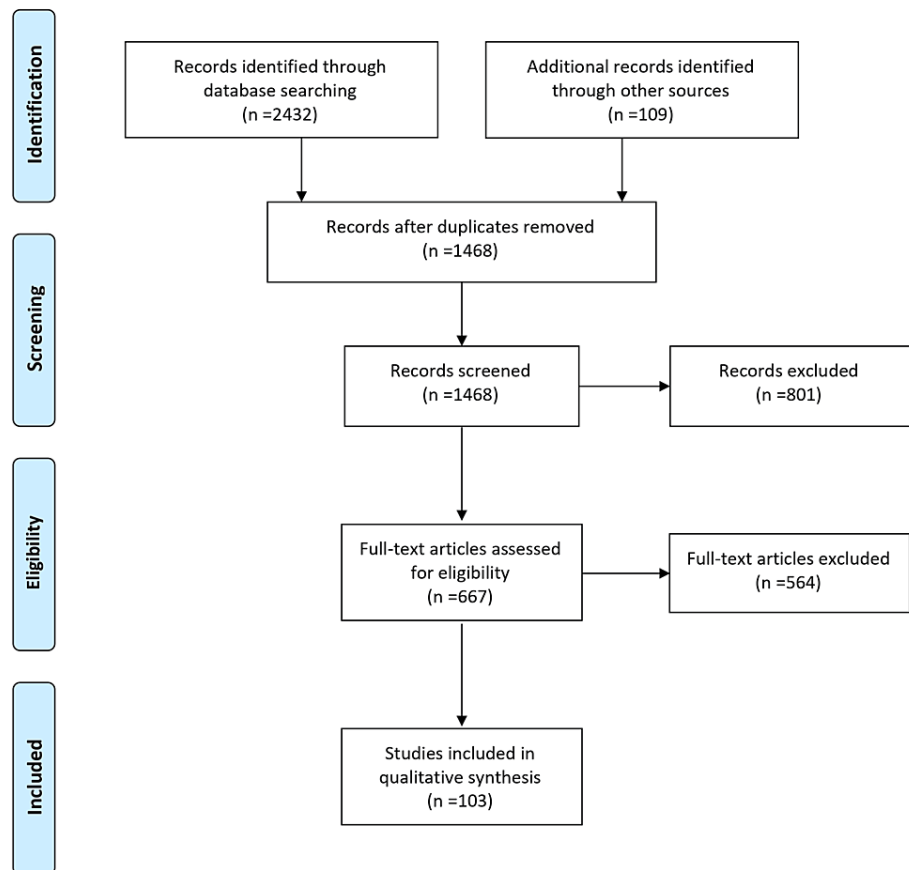 Identification
Records identified through
database searching
(n =2432)
Additional records identified
through other sources
(n =109)
Records after duplicates removed
(n =1468)
Screening
Records screened
(n =1468)
Records excluded
(n =801)
Eligibility
Full-text articles assessed
for eligibility
(n =667)
Full-text articles excluded
(n =564)
Included
Studies included in
qualitative synthesis
(n =103)